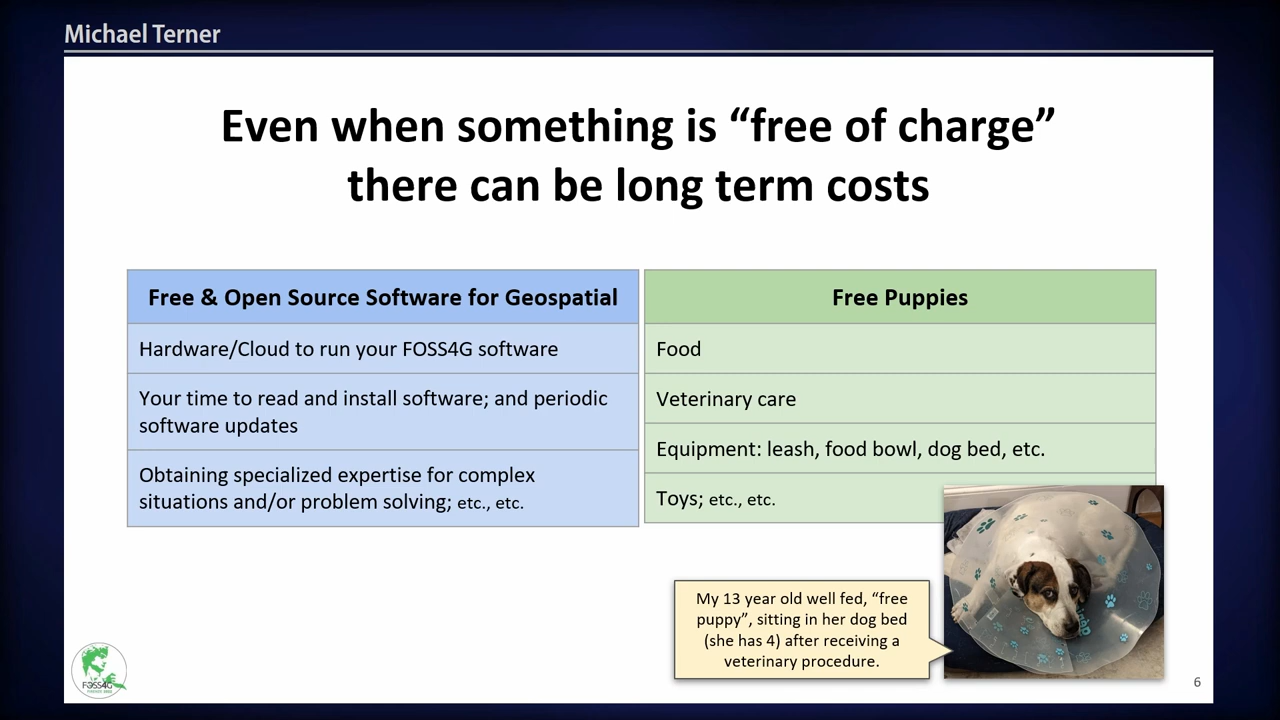 Michael Terner
Even when something is “free of charge”
there can be long term costs
Free & Open Source Software for Geospatial
Hardware/Cloud to run your FOSS4G software
Your time to read and install software; and periodic
software updates
Obtaining specialized expertise for complex
situations and/or problem solving; etc., etc.
Free Puppies
Food
Veterinary care
Equipment: leash, food bowl, dog bed, etc.
Toys; etc., etc.
My 13 year old well fed, “free
puppy”, sitting in her dog bed
(she has 4) after receiving a
veterinary procedure.
FOSS4G
6